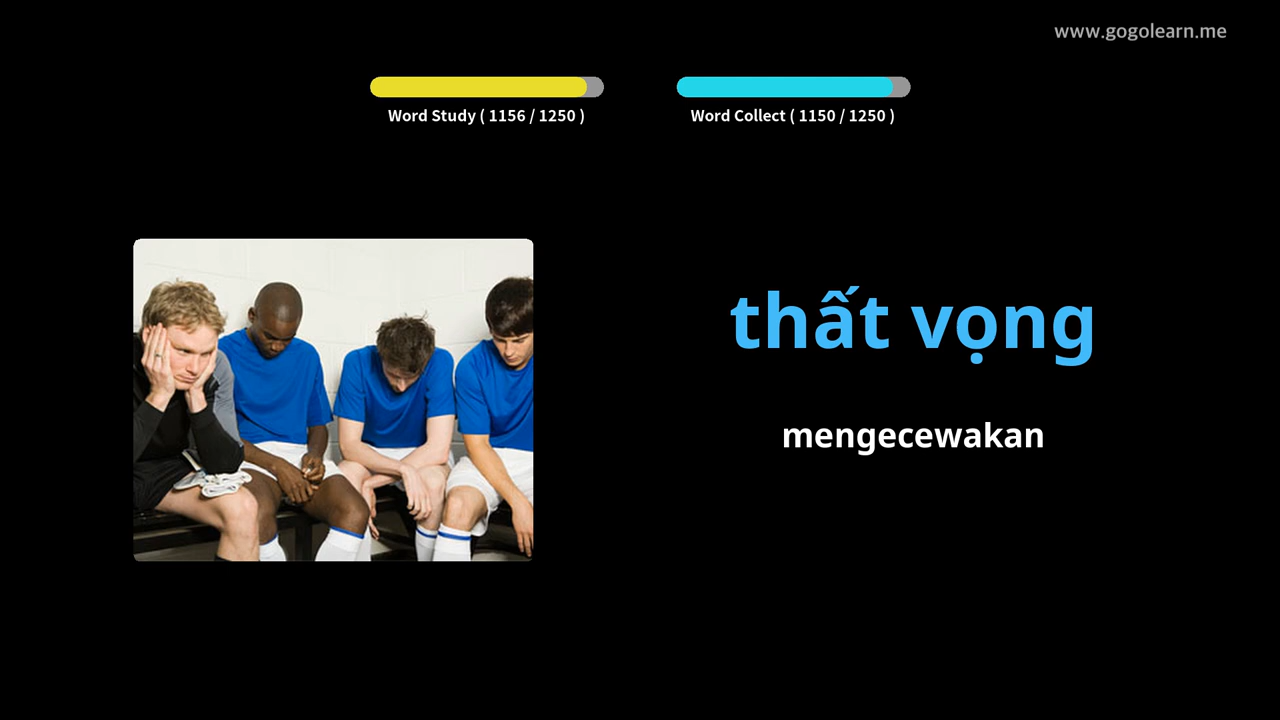 www.gogolearn.me
Word Study ( 1156 / 1250 )
Word Collect ( 1150 / 1250 )
thất vọng
mengecewakan